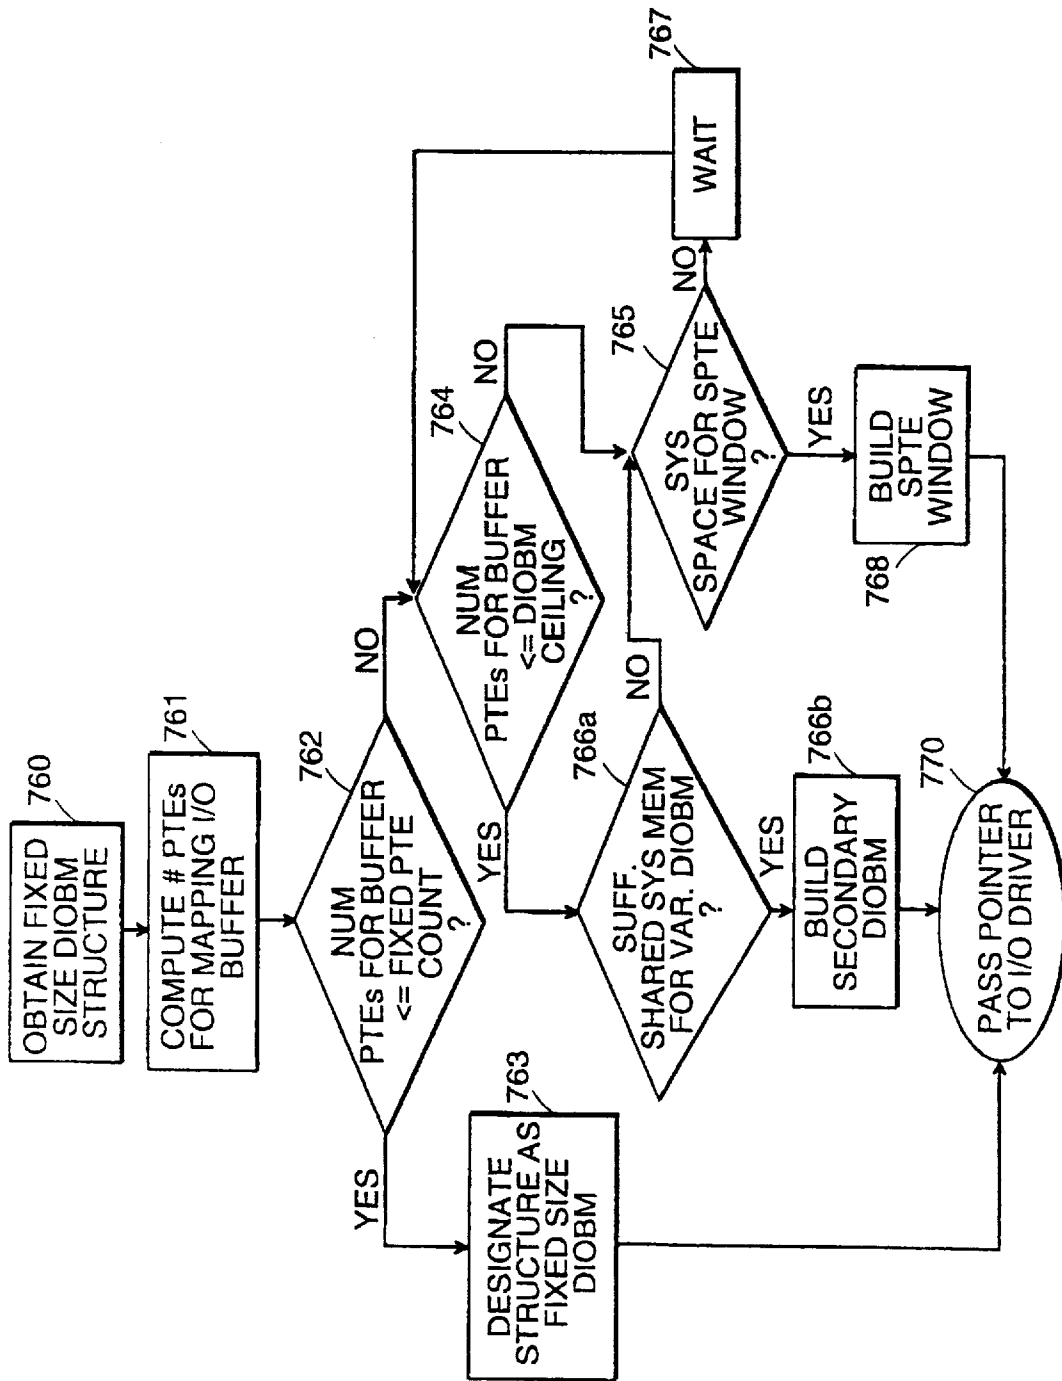 760
OBTAIN FIXED
SIZE DIOBM
STRUCTURE
761
COMPUTE # PTEs
FOR MAPPING I/O
BUFFER
762
NUM
PTEs FOR BUFFER
<= FIXED PTE
COUNT
?
YES
NO
763
DESIGNATE
STRUCTURE AS
FIXED SIZE
DIOBM
764
NUM
PTEs FOR BUFFER
<= DIOBM
CEILING
?
YES
NO
766a
SUFF.
SHARED SYS MEM
FOR VAR. DIOBM
?
NO
YES
765
SYS
SPACE FOR SPTE
WINDOW
?
NO
YES
767
WAIT
766b
BUILD
SECONDARY
DIOBM
BUILD
SPTE
WINDOW
768
770
PASS POINTER
TO I/O DRIVER